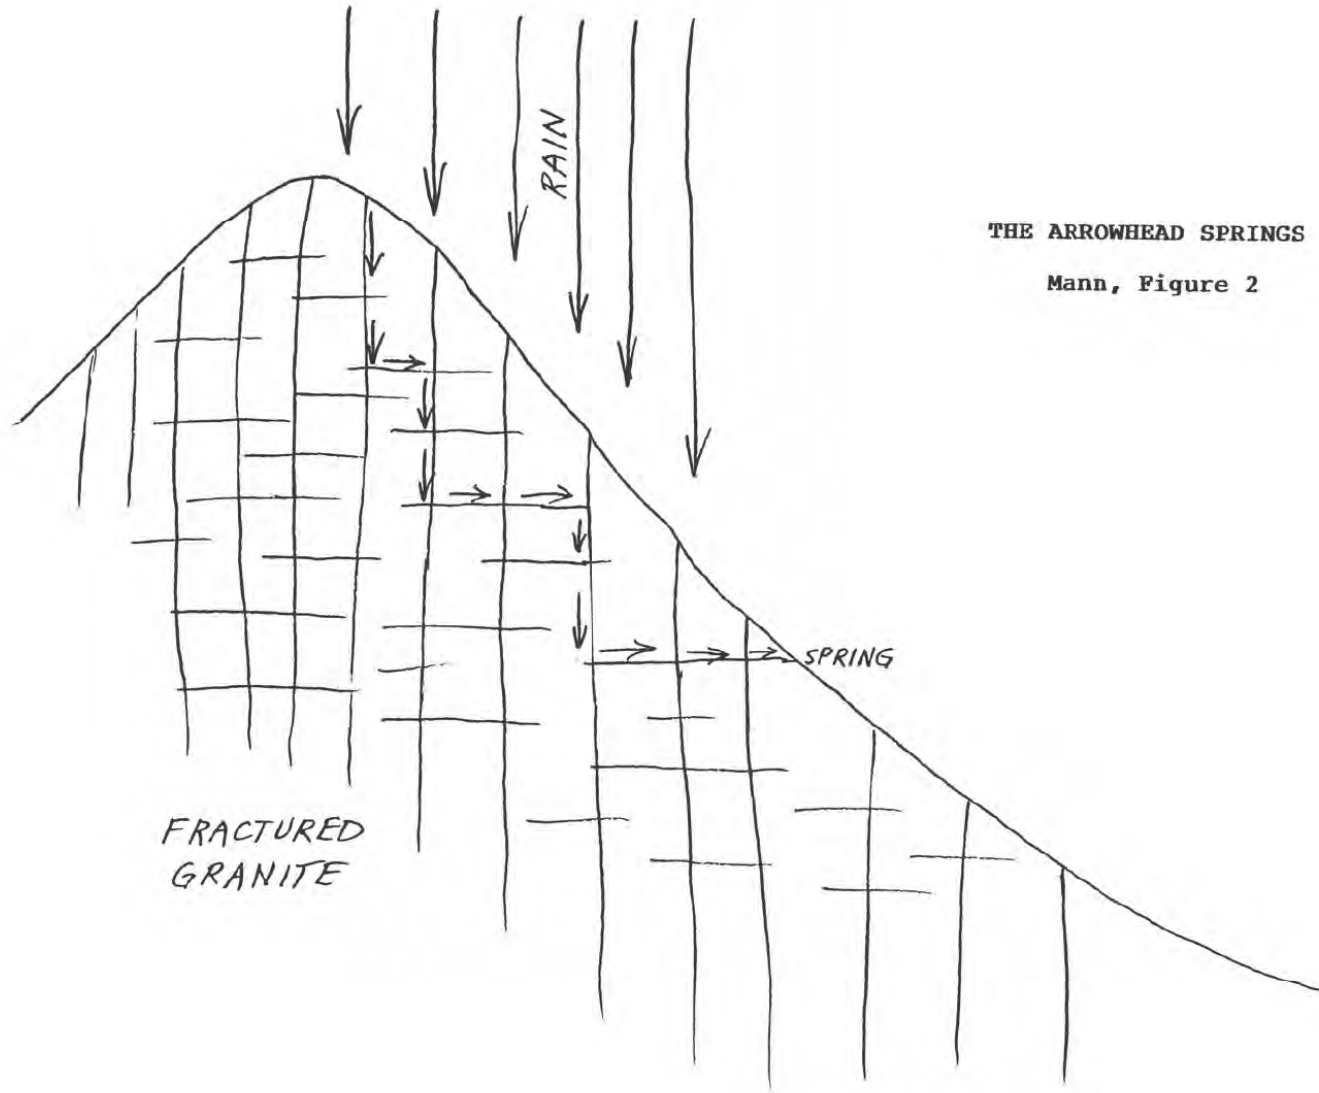 RAIN
THE ARROWHEAD SPRINGS
Mann, Figure 2
SPRING
FRACTURED
GRANITE